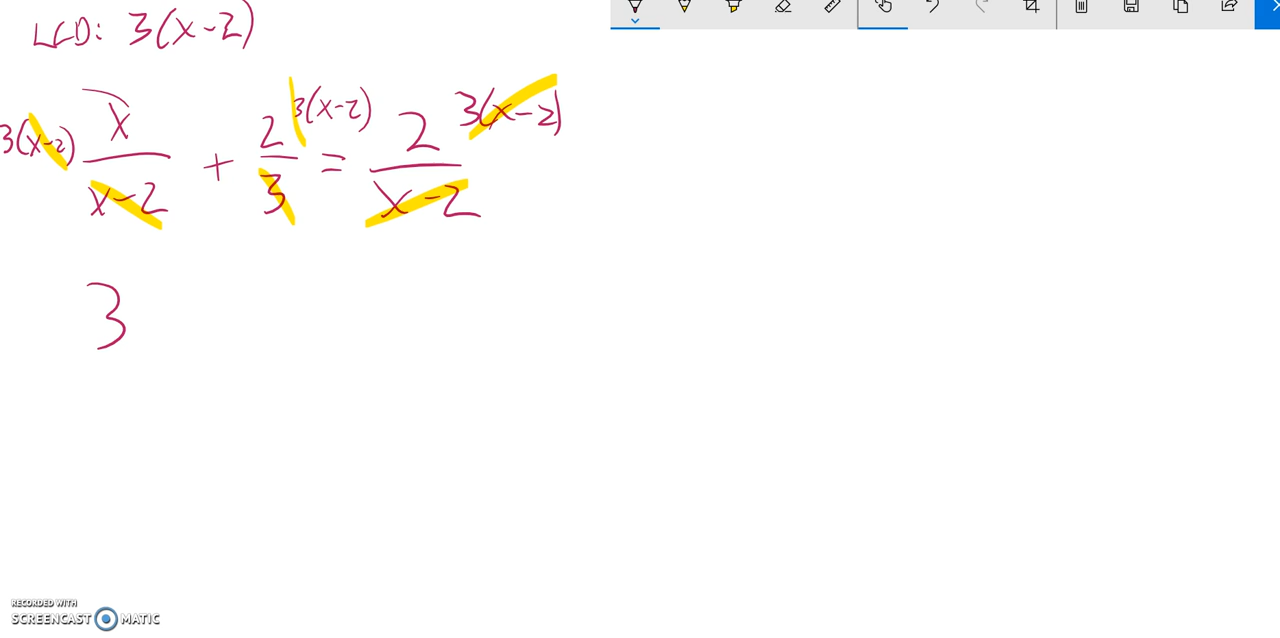 LCD: 3(x-2)
3(x-2) x/(x-2) + 2/3 3(x-2) = 2/(x-2) 3(x-2)
3
RECORDED WITH
SCREENCAST MATIC